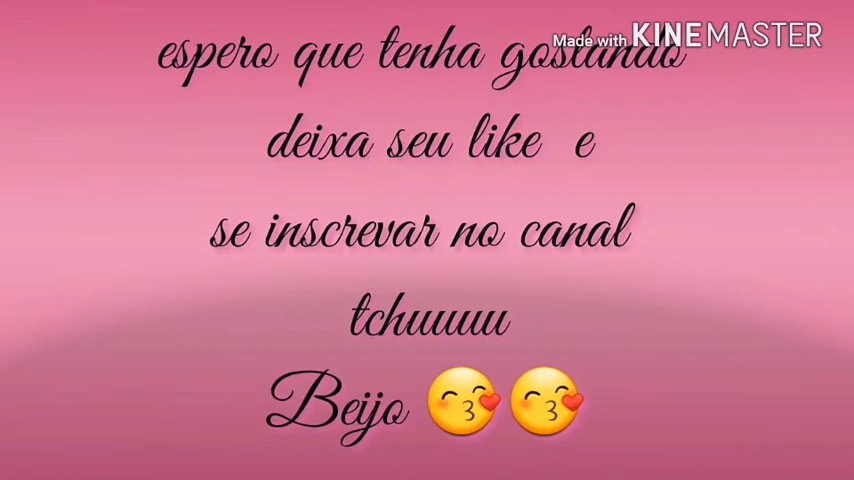 Made with KINEMASTER
espero que tenha gostando
deixa seu like e
se inscrevar no canal
tchuuuu
Beijo 😙😙